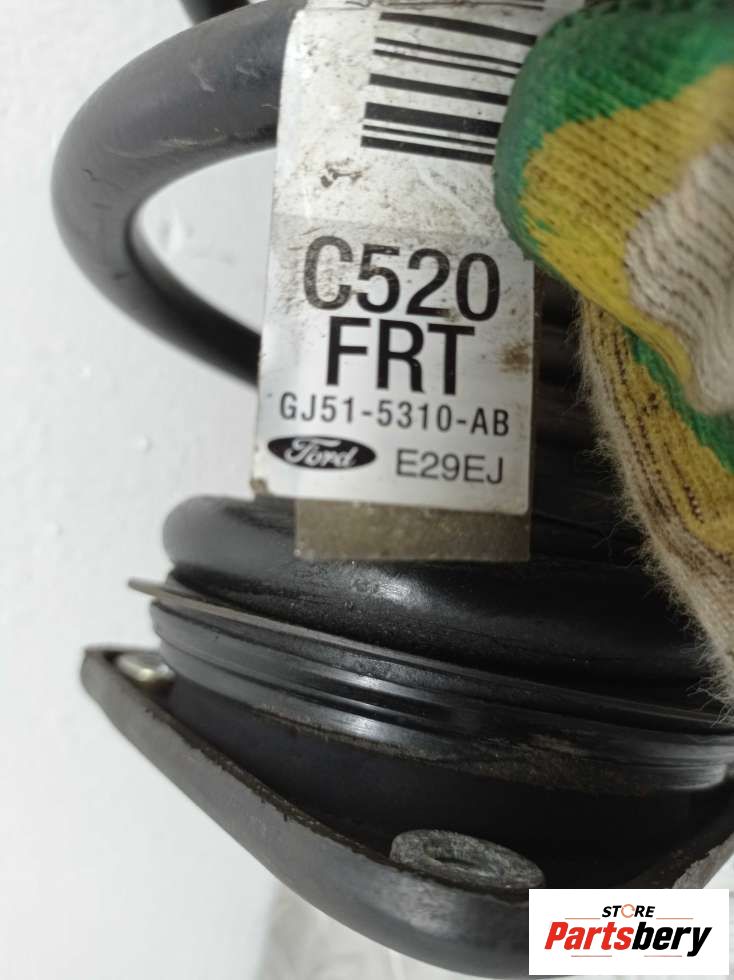 C520
FRT
GJ51-5310-AB
Ford E29EJ
STORE
Partsbery